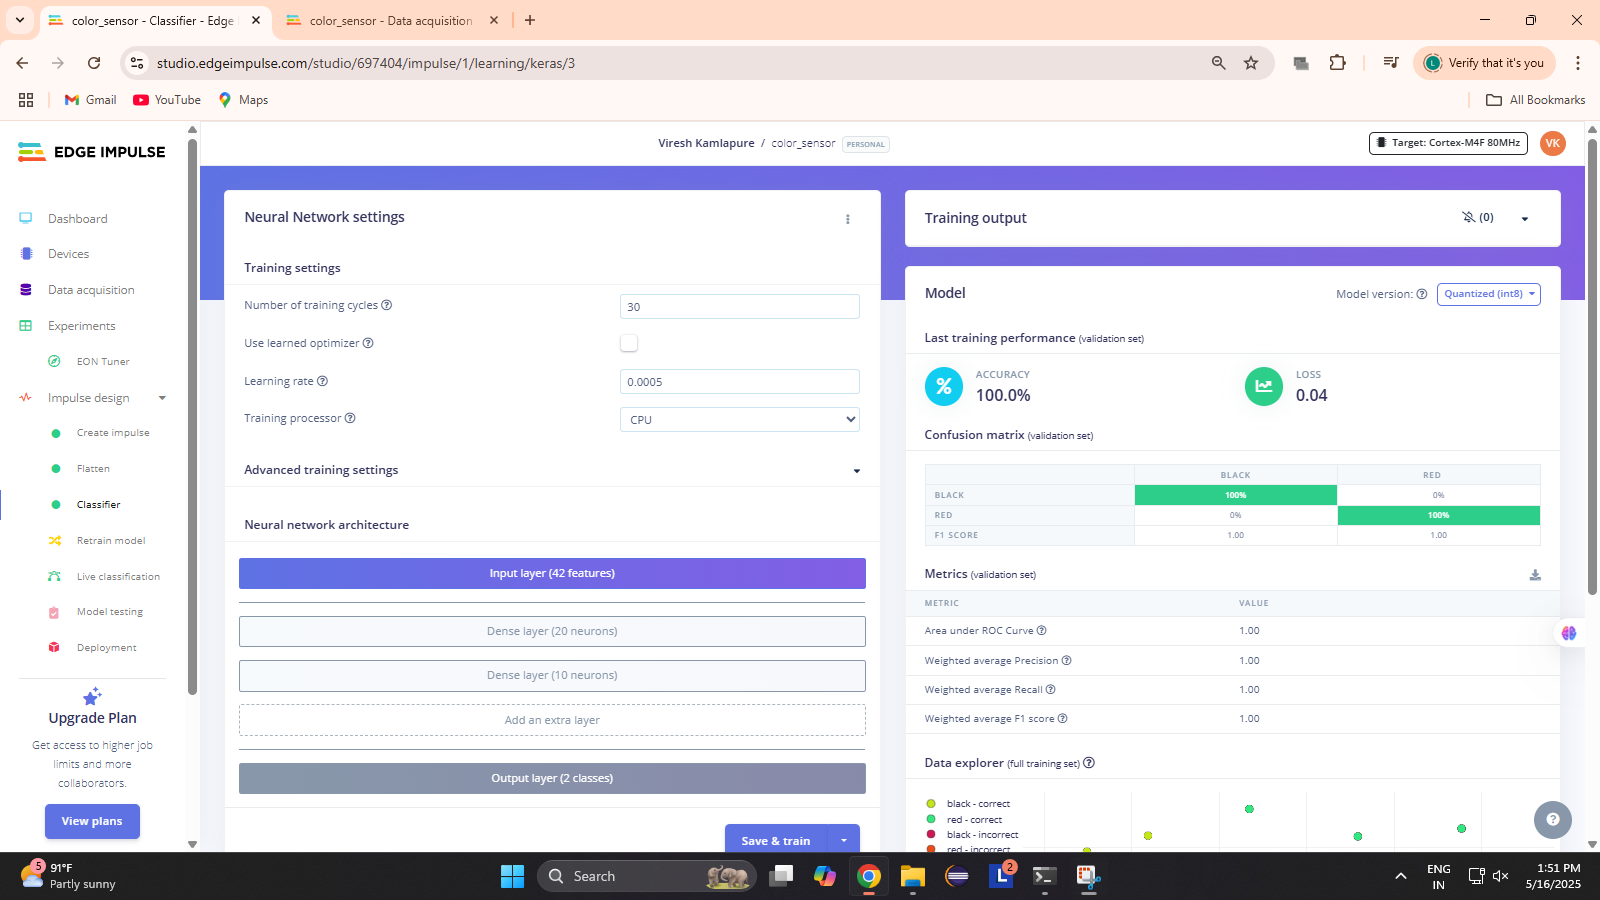 color_sensor - Classifier - Edge
color_sensor - Data acquisition
studio.edgeimpulse.com/studio/697404/impulse/1/learning/keras/3
L
Verify that it's you
Gmail
YouTube
Maps
All Bookmarks
EDGE IMPULSE
Viresh Kamlapure / color_sensor PERSONAL
Target: Cortex-M4F 80MHz
VK
Dashboard
Devices
Data acquisition
Experiments
EON Tuner
Impulse design
Create impulse
Flatten
Classifier
Retrain model
Live classification
Model testing
Deployment
Upgrade Plan
Get access to higher job
limits and more
collaborators.
View plans
Neural Network settings
Training settings
Number of training cycles ?
30
Use learned optimizer ?
Learning rate ?
0.0005
Training processor ?
CPU
Advanced training settings
Neural network architecture
Input layer (42 features)
Dense layer (20 neurons)
Dense layer (10 neurons)
Add an extra layer
Output layer (2 classes)
Save & train
Training output
(0)
Model
Model version: ? Quantized (int8)
Last training performance (validation set)
% ACCURACY
100.0%
LOSS
0.04
Confusion matrix (validation set)
BLACK RED
BLACK 100% 0%
RED 0% 100%
F1 SCORE 1.00 1.00
Metrics (validation set)
METRIC VALUE
Area under ROC Curve ? 1.00
Weighted average Precision ? 1.00
Weighted average Recall ? 1.00
Weighted average F1 score ? 1.00
Data explorer (full training set) ?
black - correct
red - correct
black - incorrect
red - incorrect
?
5
91°F
Partly sunny
Search
L
2
ENG
IN
1:51 PM
5/16/2025